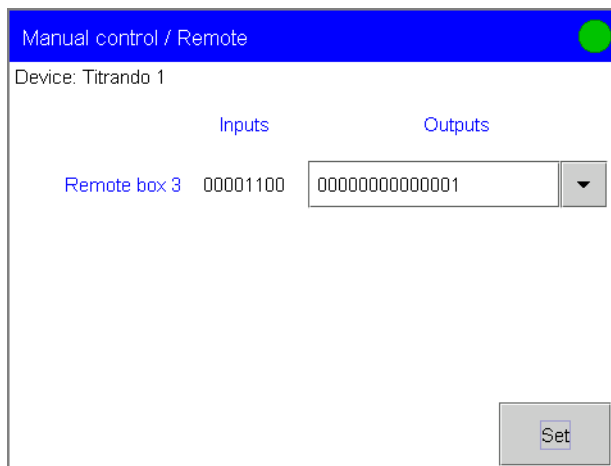 Manual control / Remote
Device: Titrando 1
Inputs Outputs
Remote box 3 00001100 00000000000001
Set